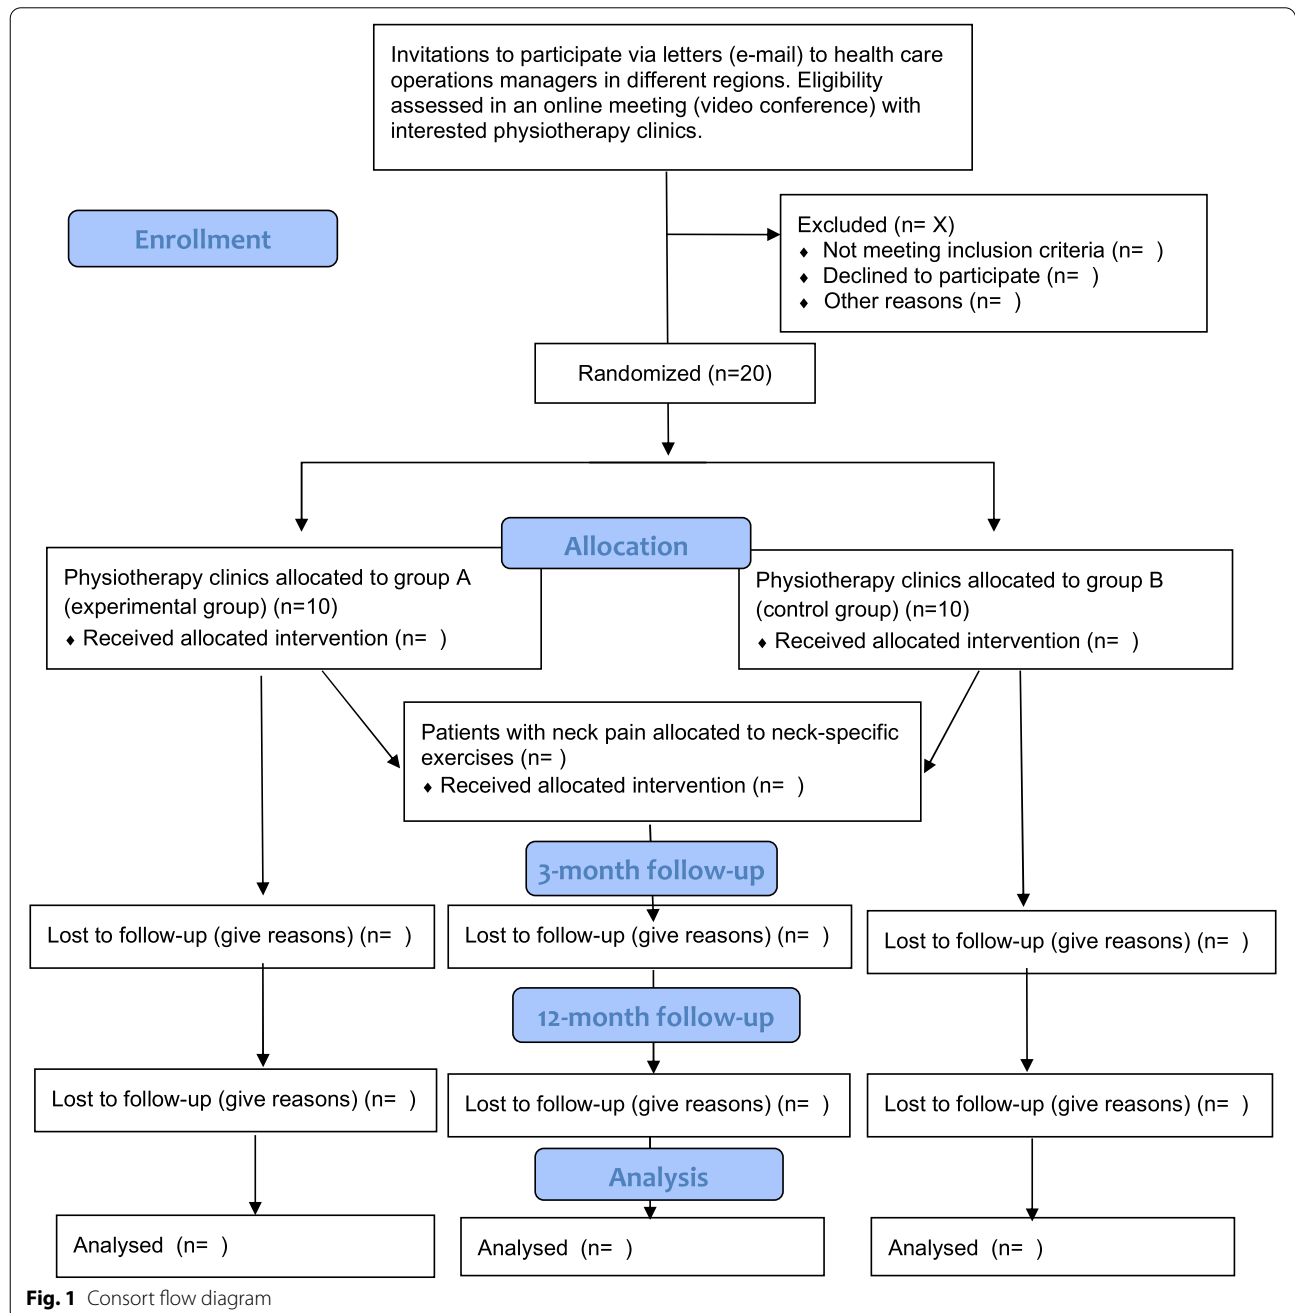 Invitations to participate via letters (e-mail) to health care
operations managers in different regions. Eligibility
assessed in an online meeting (video conference) with
interested physiotherapy clinics.
Enrollment
Excluded (n= X)
♦ Not meeting inclusion criteria (n=  )
♦ Declined to participate (n=  )
♦ Other reasons (n=  )
Randomized (n=20)
Allocation
Physiotherapy clinics allocated to group A
(experimental group) (n=10)
♦ Received allocated intervention (n=  )
Physiotherapy clinics allocated to group B
(control group) (n=10)
♦ Received allocated intervention (n=  )
Patients with neck pain allocated to neck-specific
exercises (n= )
♦ Received allocated intervention (n=  )
3-month follow-up
Lost to follow-up (give reasons) (n=  )
Lost to follow-up (give reasons) (n=  )
Lost to follow-up (give reasons) (n=  )
12-month follow-up
Lost to follow-up (give reasons) (n=  )
Lost to follow-up (give reasons) (n=  )
Lost to follow-up (give reasons) (n=  )
Analysis
Analysed  (n=  )
Analysed  (n=  )
Analysed  (n=  )
Fig. 1 Consort flow diagram